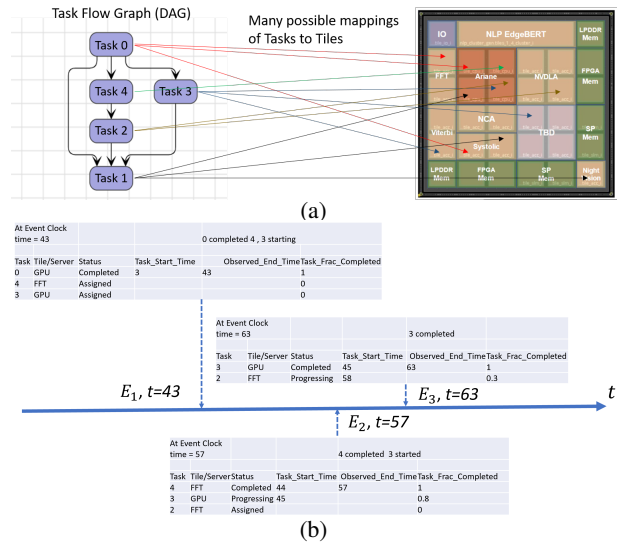 Task Flow Graph (DAG)
Many possible mappings
of Tasks to Tiles
Task 0
Task 4
Task 3
Task 2
Task 1
IO
NLP EdgeBERT
LPDDR
Mem
FFT
Ariane
NVDLA
FPGA
Mem
NCA
Viterbi
Systolic
TBD
SP
Mem
LPDDR
Mem
FPGA
Mem
SP
Mem
Night
(a)
At Event Clock
time = 43 0 completed 4 , 3 starting
Task Tile/Server Status Task_Start_Time Observed_End_Time Task_Frac_Completed
0 GPU Completed 3 43 1
4 FFT Assigned 0
3 GPU Assigned 0
At Event Clock
time = 63 3 completed
Task Tile/Server Status Task_Start_Time Observed_End_Time Task_Frac_Completed
3 GPU Completed 45 63 1
2 FFT Progressing 58 0.3
E1, t=43
E3, t=63
t
E2, t=57
At Event Clock
time = 57 4 completed 3 started
Task Tile/Server Status Task_Start_Time Observed_End_Time Task_Frac_Completed
4 FFT Completed 44 57 1
3 GPU Progressing 45 0.8
2 FFT Assigned 0
(b)